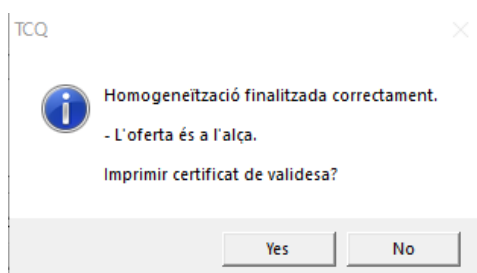 TCQ
Homogeneïtzació finalitzada correctament.
- L'oferta és a l'alça.
Imprimir certificat de validesa?
Yes No